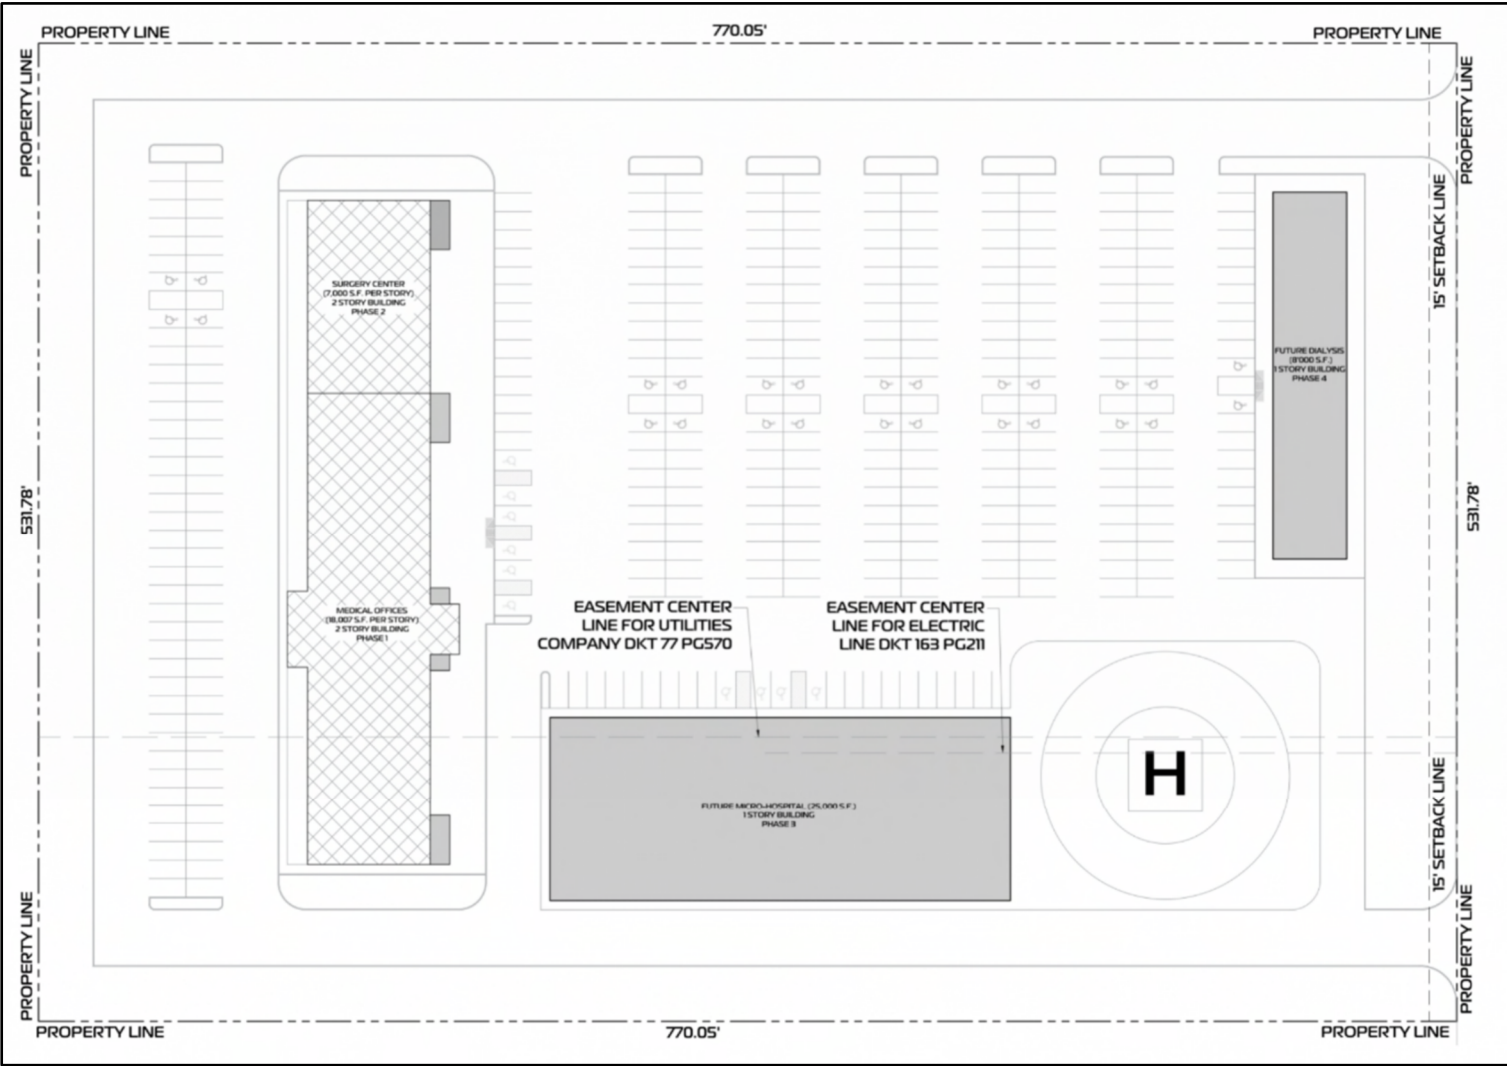 PROPERTY LINE
770.05'
PROPERTY LINE
PROPERTY LINE
PROPERTY LINE
15' SETBACK LINE
SURGERY CENTER
(7,000 S.F. PER STORY)
2 STORY BUILDING
PHASE 2
FUTURE DIALYSIS
(8'000 S.F.)
1 STORY BUILDING
PHASE 4
531.78'
531.78'
EASEMENT CENTER
LINE FOR UTILITIES
COMPANY DKT 77 PG570
EASEMENT CENTER
LINE FOR ELECTRIC
LINE DKT 163 PG211
MEDICAL OFFICES
(18,007 S.F. PER STORY)
2 STORY BUILDING
PHASE 1
H
FUTURE MICRO-HOSPITAL (25,000 S.F.)
1 STORY BUILDING
PHASE 3
15' SETBACK LINE
PROPERTY LINE
PROPERTY LINE
PROPERTY LINE
770.05'
PROPERTY LINE